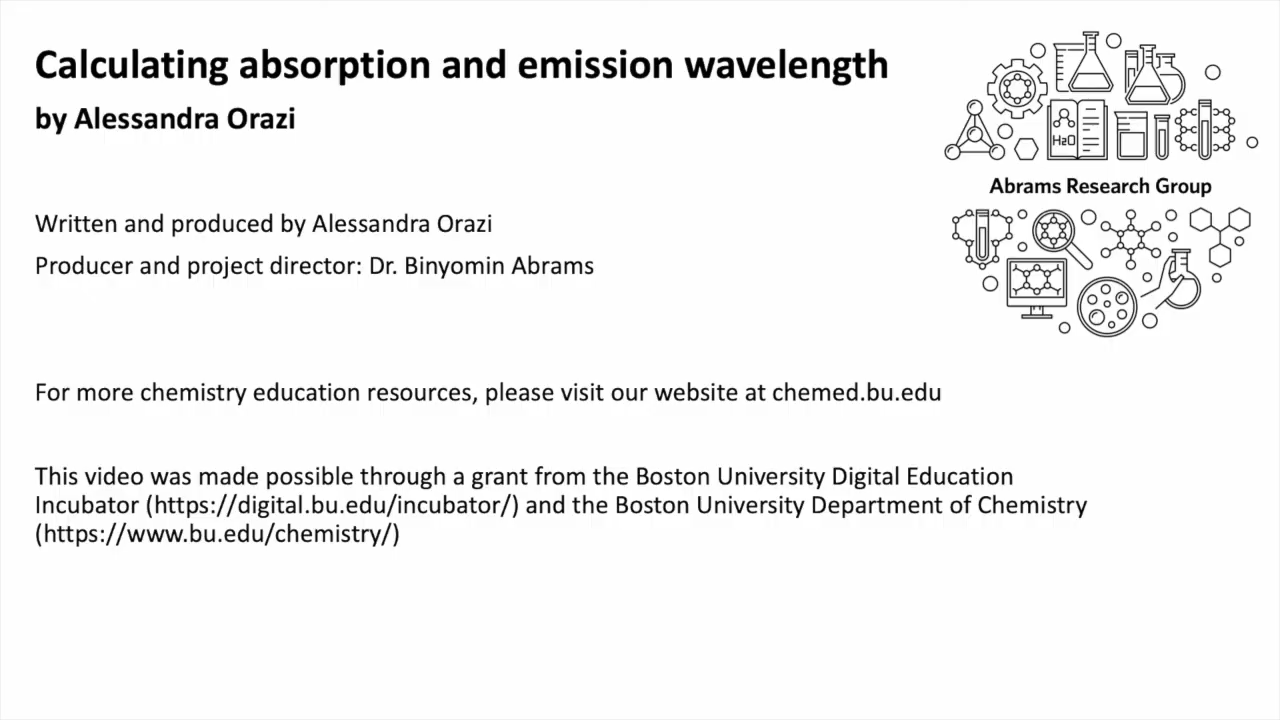 Calculating absorption and emission wavelength
by Alessandra Orazi
H2O
Abrams Research Group
Written and produced by Alessandra Orazi
Producer and project director: Dr. Binyomin Abrams
For more chemistry education resources, please visit our website at chemed.bu.edu
This video was made possible through a grant from the Boston University Digital Education
Incubator (https://digital.bu.edu/incubator/) and the Boston University Department of Chemistry
(https://www.bu.edu/chemistry/)